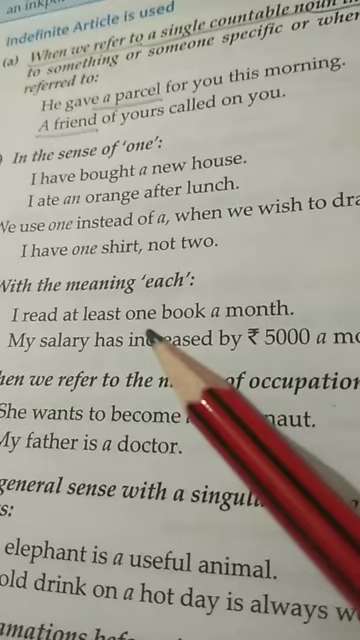 an inkpo
Indefinite Article is used
(a) When we refer to a single countable noun
to something or someone specific or when
referred to:
He gave a parcel for you this morning.
A friend of yours called on you.
) In the sense of 'one':
I have bought a new house.
I ate an orange after lunch.
We use one instead of a, when we wish to dra
I have one shirt, not two.
With the meaning 'each':
I read at least one book a month.
My salary has increased by ₹ 5000 a mo
hen we refer to the n of occupation
She wants to become naut.
My father is a doctor.
general sense with a singul
s:
elephant is a useful animal.
old drink on a hot day is always w
mations